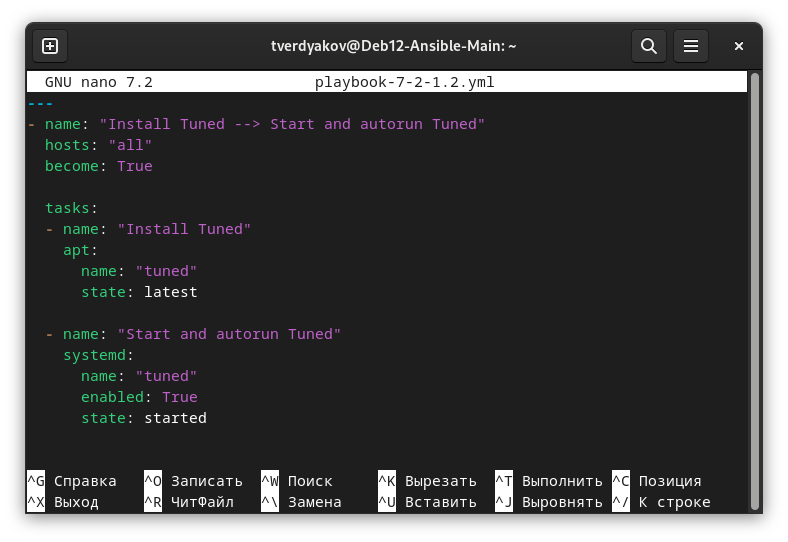 tverdyakov@Deb12-Ansible-Main: ~
GNU nano 7.2 playbook-7-2-1.2.yml
---
- name: "Install Tuned --> Start and autorun Tuned"
hosts: "all"
become: True
tasks:
- name: "Install Tuned"
apt:
name: "tuned"
state: latest
- name: "Start and autorun Tuned"
systemd:
name: "tuned"
enabled: True
state: started
^G Справка ^O Записать ^W Поиск ^K Вырезать ^T Выполнить ^C Позиция
^X Выход ^R ЧитФайл ^\ Замена ^U Вставить ^J Выровнять ^/ К строке